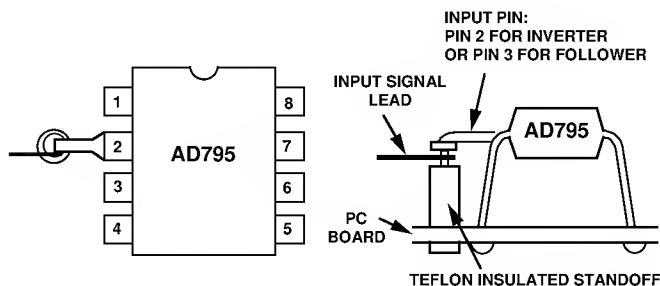 1
2
3
4
AD795
8
7
6
5
INPUT PIN:
PIN 2 FOR INVERTER
OR PIN 3 FOR FOLLOWER
INPUT SIGNAL
LEAD
AD795
PC
BOARD
TEFLON INSULATED STANDOFF